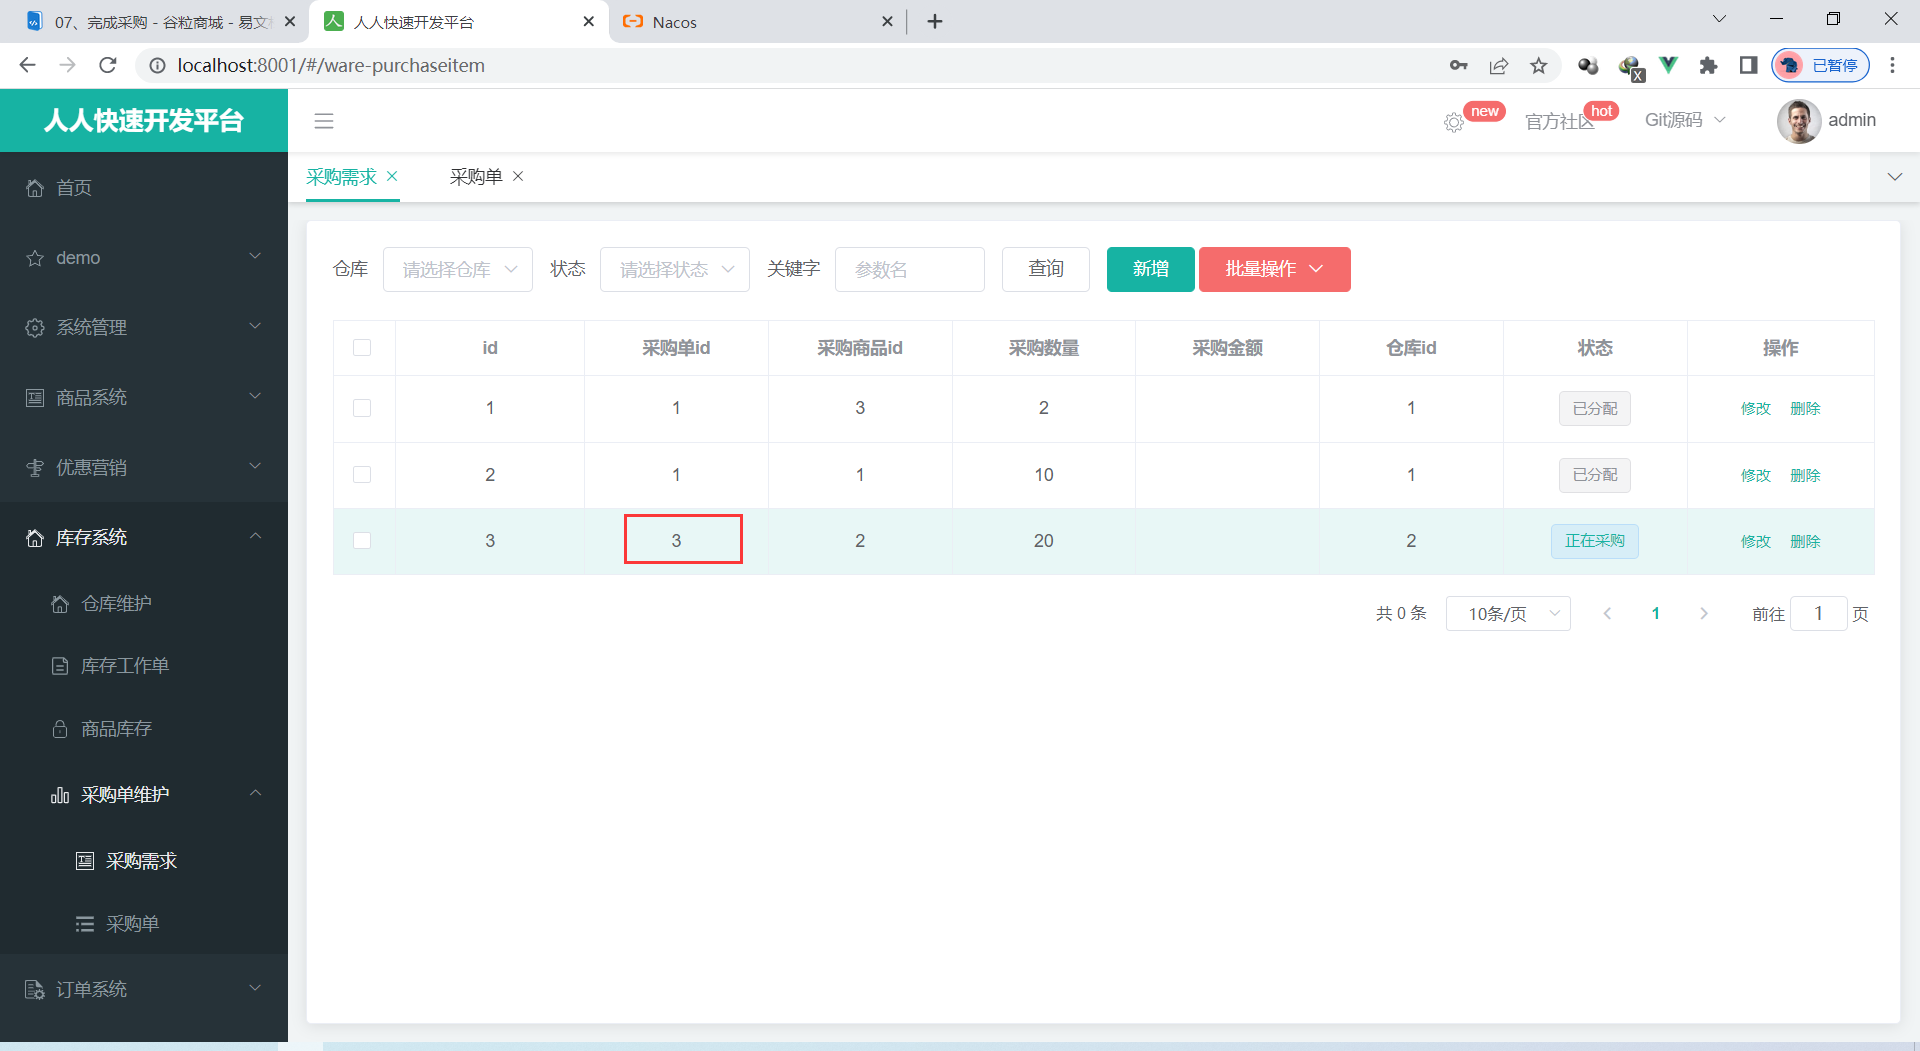 07、完成采购 - 谷粒商城 - 易文
人人快速开发平台
Nacos
localhost:8001/#/ware-purchaseitem
X
已暂停
人人快速开发平台
new
官方社区
hot
Git源码
admin
首页
demo
系统管理
商品系统
优惠营销
库存系统
仓库维护
库存工作单
商品库存
采购单维护
采购需求
采购单
订单系统
采购需求
采购单
仓库 请选择仓库 状态 请选择状态 关键字 参数名 查询 新增 批量操作
id 采购单id 采购商品id 采购数量 采购金额 仓库id 状态 操作
1 1 3 2 1 已分配 修改 删除
2 1 1 10 1 已分配 修改 删除
3 3 2 20 2 正在采购 修改 删除
共 0 条 10条/页 1 前往 1 页